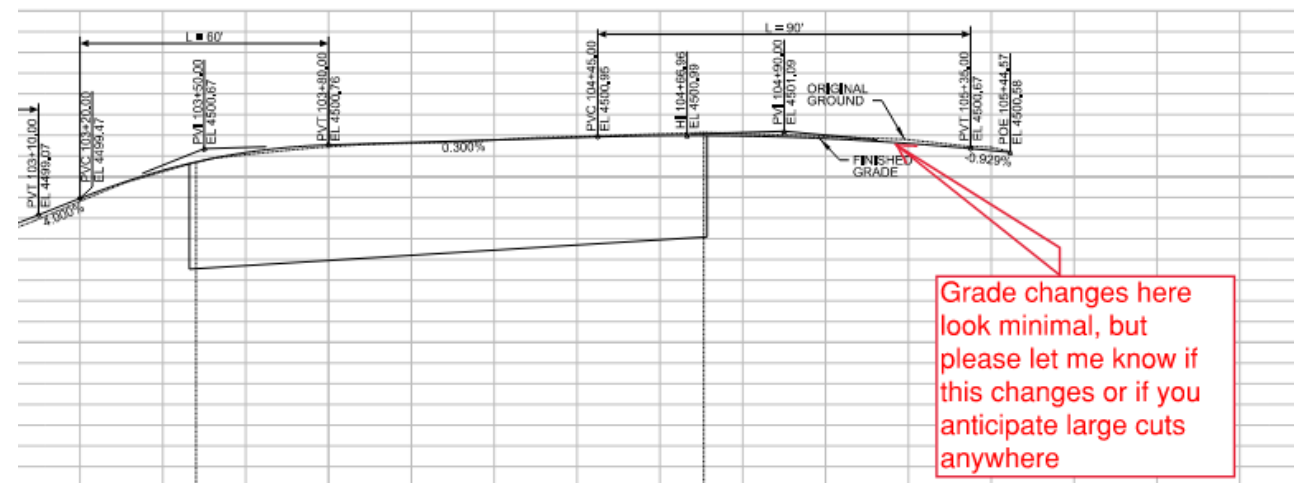 L = 60'
L = 90'
PVT 103+10.00
EL 4499.07
PVC 103+20.00
EL 4499.47
PVI 103+50.00
EL 4500.67
PVT 103+80.00
EL 4500.76
PVC 104+45.00
EL 4500.95
HI 104+66.96
EL 4500.99
PVI 104+90.00
EL 4501.09
ORIGINAL
GROUND
PVT 105+35.00
EL 4500.67
POE 105+44.57
EL 4500.58
4.000%
0.300%
FINISHED
GRADE
-0.929%
Grade changes here
look minimal, but
please let me know if
this changes or if you
anticipate large cuts
anywhere